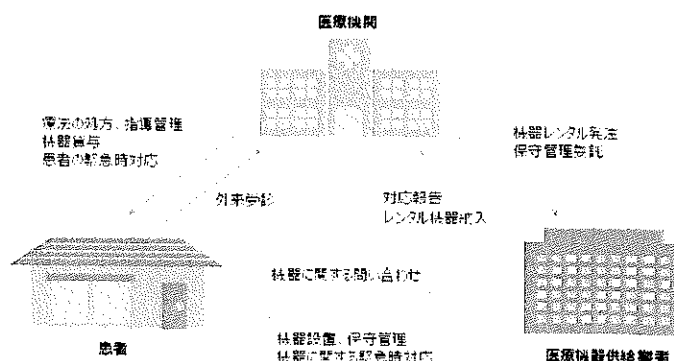 医療機関
療法の処方、指導管理
機器貸与
患者の緊急時対応
機器レンタル発注
保守管理委託
外来受診
対応報告
レンタル機器納入
機器に関する問い合わせ
患者
機器設置、保守管理
機器に関する緊急時対応
医療機器供給業者